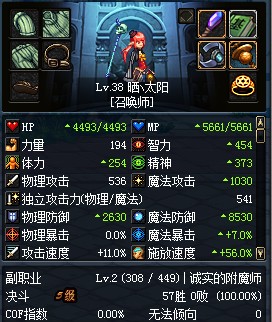 Lv.38 晒\太阳
[召唤师]
HP 4493/4493 MP 5661/5661
力量 194 智力 454
体力 254 精神 373
物理攻击 536 魔法攻击 1030
独立攻击力(物理/魔法) 541
物理防御 2630 魔法防御 8530
物理暴击 0.0% 魔法暴击 +7.0%
攻击速度 +11.0% 施放速度 +56.0%
副职业 Lv.2 (308 / 449) | 诚实的附魔师
决斗 5级 57胜 0败 (100.00%)
COF指数 0.00% 无法倾向